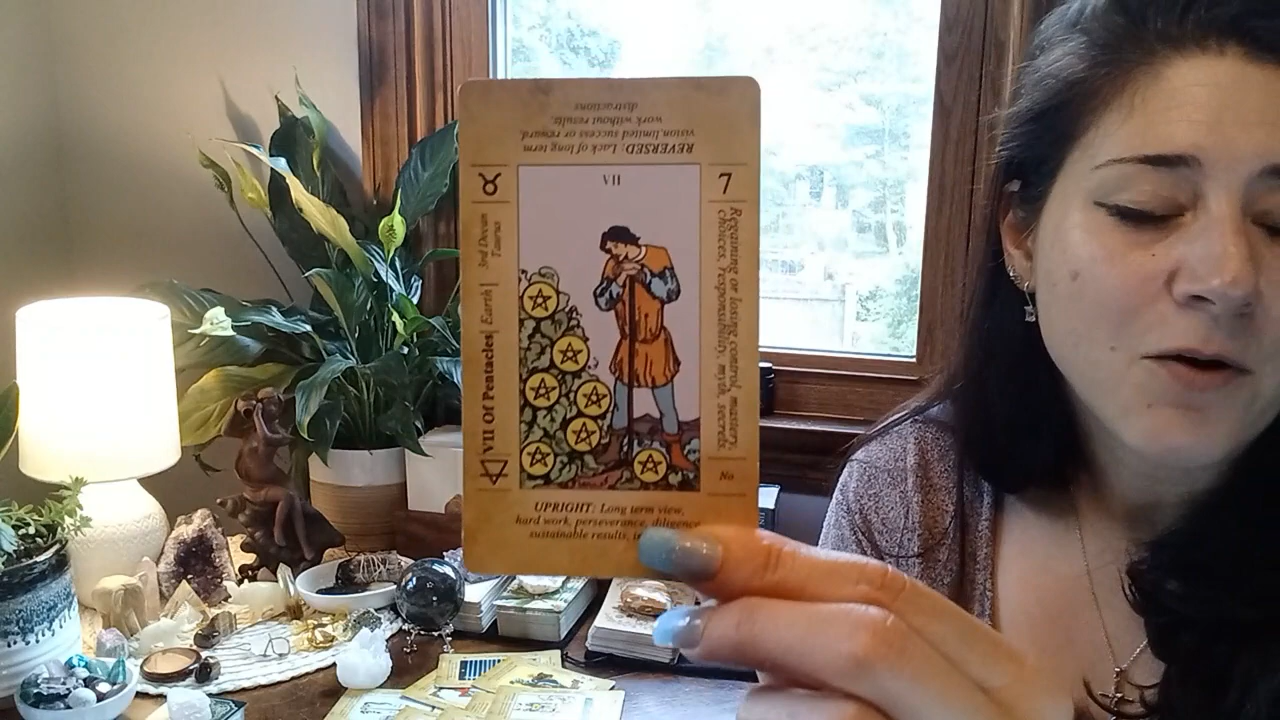 REVERSED: Lack of long term
vision, limited success or reward,
work without results,
distractions
VII
7
3rd Decan
Taurus
VII Of Pentacles| Earth|
Regaining or losing control, mastery,
choices, responsibility, myth, secrets.
No
UPRIGHT: Long term view,
hard work, perseverance, diligence
sustainable results,